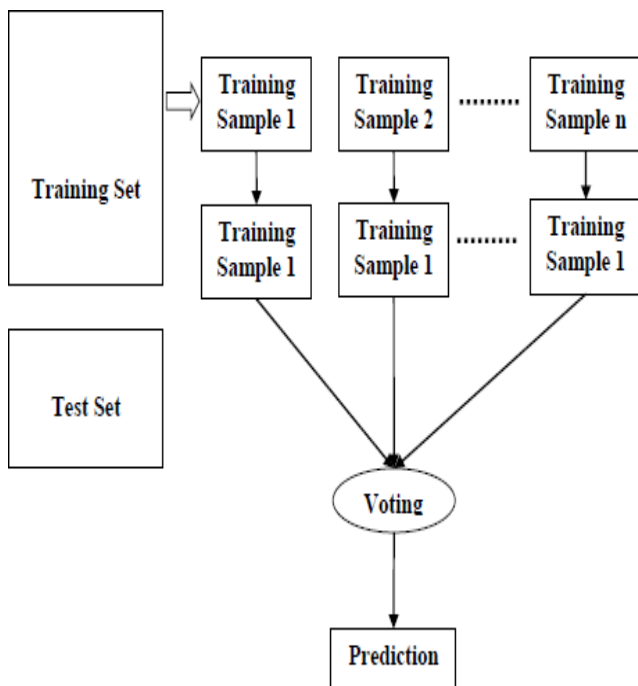 Training
Sample 1
Training
Sample 2
Training
Sample n
Training Set
Training
Sample 1
Training
Sample 1
Training
Sample 1
Test Set
Voting
Prediction